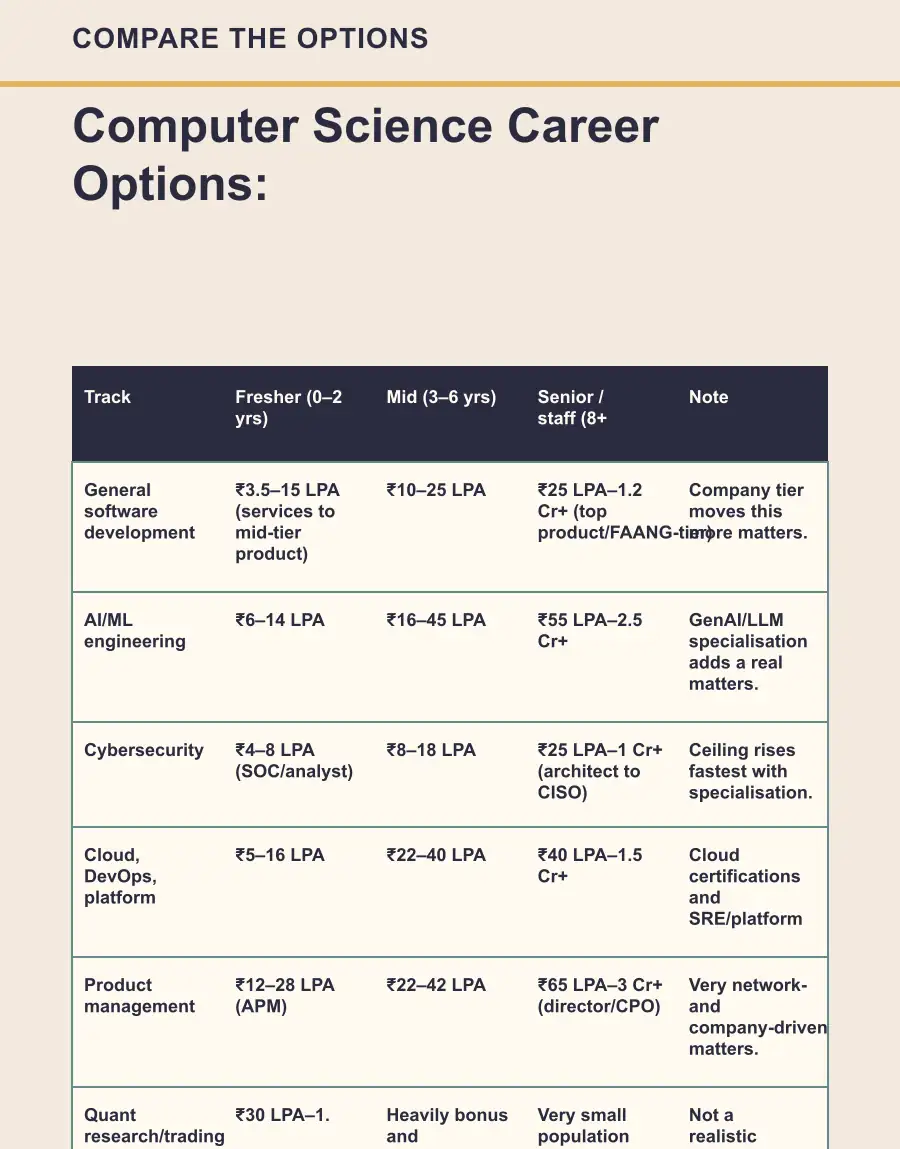 COMPARE THE OPTIONS
Computer Science Career
Options:
Track
Fresher (0–2
yrs)
Mid (3–6 yrs)
Senior /
staff (8+
Note
General
software
development
₹3.5–15 LPA
(services to
mid-tier
product)
₹10–25 LPA
₹25 LPA–1.2
Cr+ (top
product/FAANG-tier)
Company tier
moves this
more matters.
AI/ML
engineering
₹6–14 LPA
₹16–45 LPA
₹55 LPA–2.5
Cr+
GenAI/LLM
specialisation
adds a real
matters.
Cybersecurity
₹4–8 LPA
(SOC/analyst)
₹8–18 LPA
₹25 LPA–1 Cr+
(architect to
CISO)
Ceiling rises
fastest with
specialisation.
Cloud,
DevOps,
platform
₹5–16 LPA
₹22–40 LPA
₹40 LPA–1.5
Cr+
Cloud
certifications
and
SRE/platform
Product
management
₹12–28 LPA
(APM)
₹22–42 LPA
₹65 LPA–3 Cr+
(director/CPO)
Very network-
and
company-driven
matters.
Quant
research/trading
₹30 LPA–1.
Heavily bonus
and
Very small
population
Not a
realistic